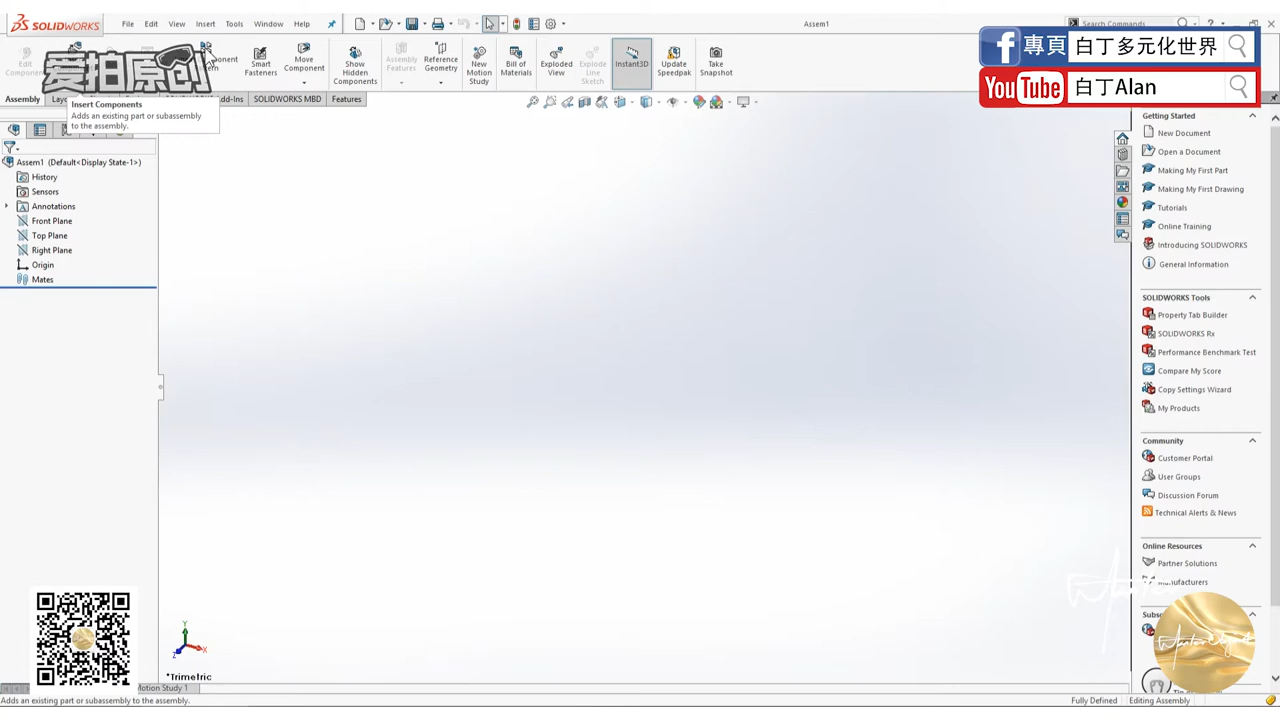 SOLIDWORKS File Edit View Insert Tools Window Help Assem1 Search Commands
Edit Smart Fasteners Move Component Show Hidden Components Assembly Features Reference Geometry New Motion Study Bill of Materials Exploded View Explode Line Sketch Instant3D Update Speedpak Take Snapshot
爱拍原创
專頁 白丁多元化世界
YouTube 白丁Alan
Assembly SOLIDWORKS MBD Features
Insert Components
Adds an existing part or subassembly
to the assembly.
Assem1 (Default<Display State-1>)
History
Sensors
Annotations
Front Plane
Top Plane
Right Plane
Origin
Mates
Getting Started
New Document
Open a Document
Making My First Part
Making My First Drawing
Tutorials
Online Training
Introducing SOLIDWORKS
General Information
SOLIDWORKS Tools
Property Tab Builder
SOLIDWORKS Rx
Performance Benchmark Test
Compare My Score
Copy Settings Wizard
My Products
Community
Customer Portal
User Groups
Discussion Forum
Technical Alerts & News
Online Resources
Partner Solutions
Manufacturers
Y
X
Z
*Trimetric
Motion Study 1
Adds an existing part or subassembly to the assembly.
Fully Defined Editing Assembly